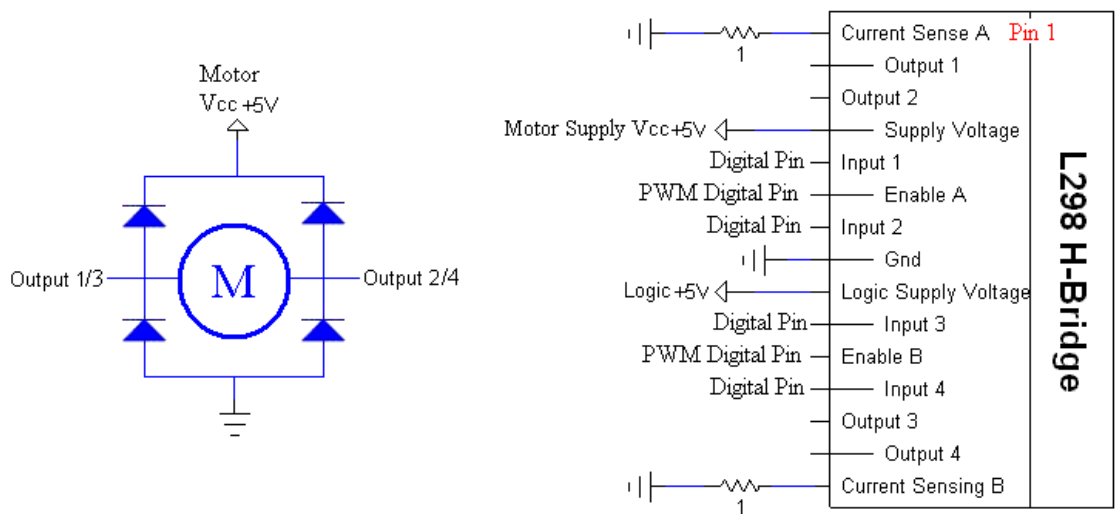 Motor
Vcc +5V
Output 1/3
M
Output 2/4
Current Sense A Pin 1
1
Output 1
Output 2
Motor Supply Vcc+5V
Supply Voltage
Digital Pin
Input 1
PWM Digital Pin
Enable A
Digital Pin
Input 2
Gnd
Logic +5V
Logic Supply Voltage
Digital Pin
Input 3
PWM Digital Pin
Enable B
Digital Pin
Input 4
Output 3
Output 4
Current Sensing B
1
L298 H-Bridge